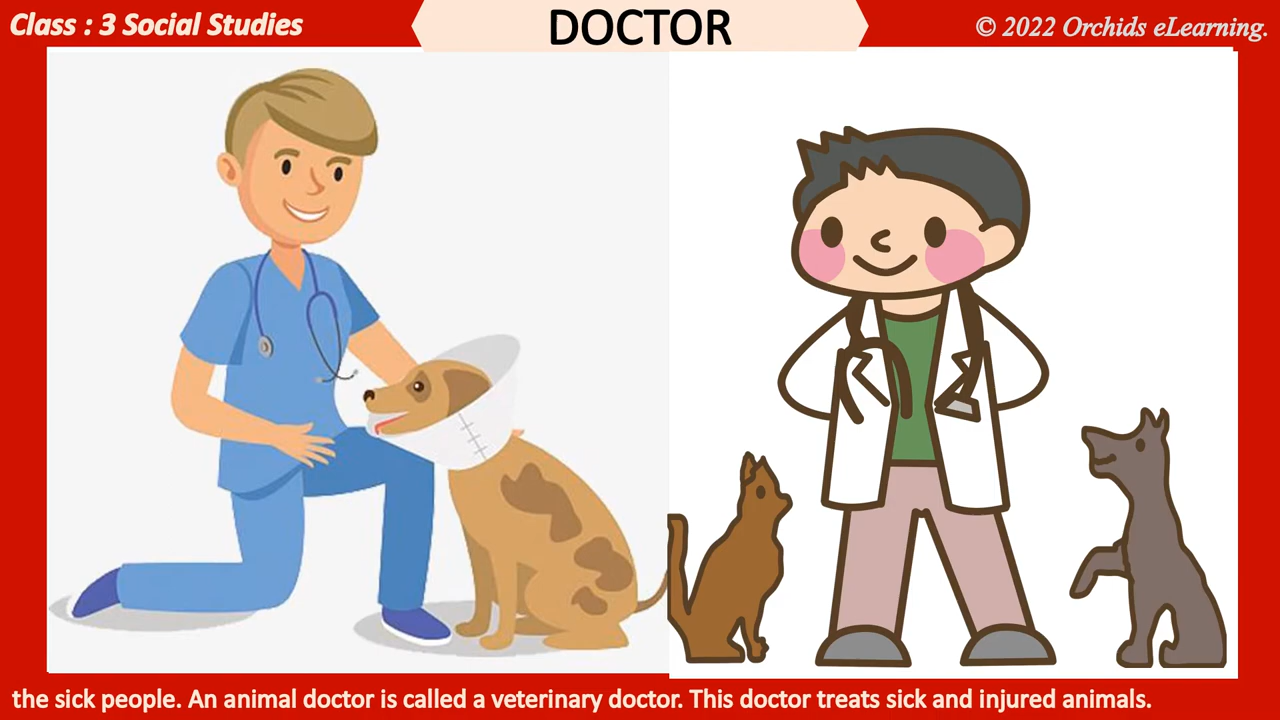 Class : 3 Social Studies
DOCTOR
© 2022 Orchids eLearning.
the sick people. An animal doctor is called a veterinary doctor. This doctor treats sick and injured animals.